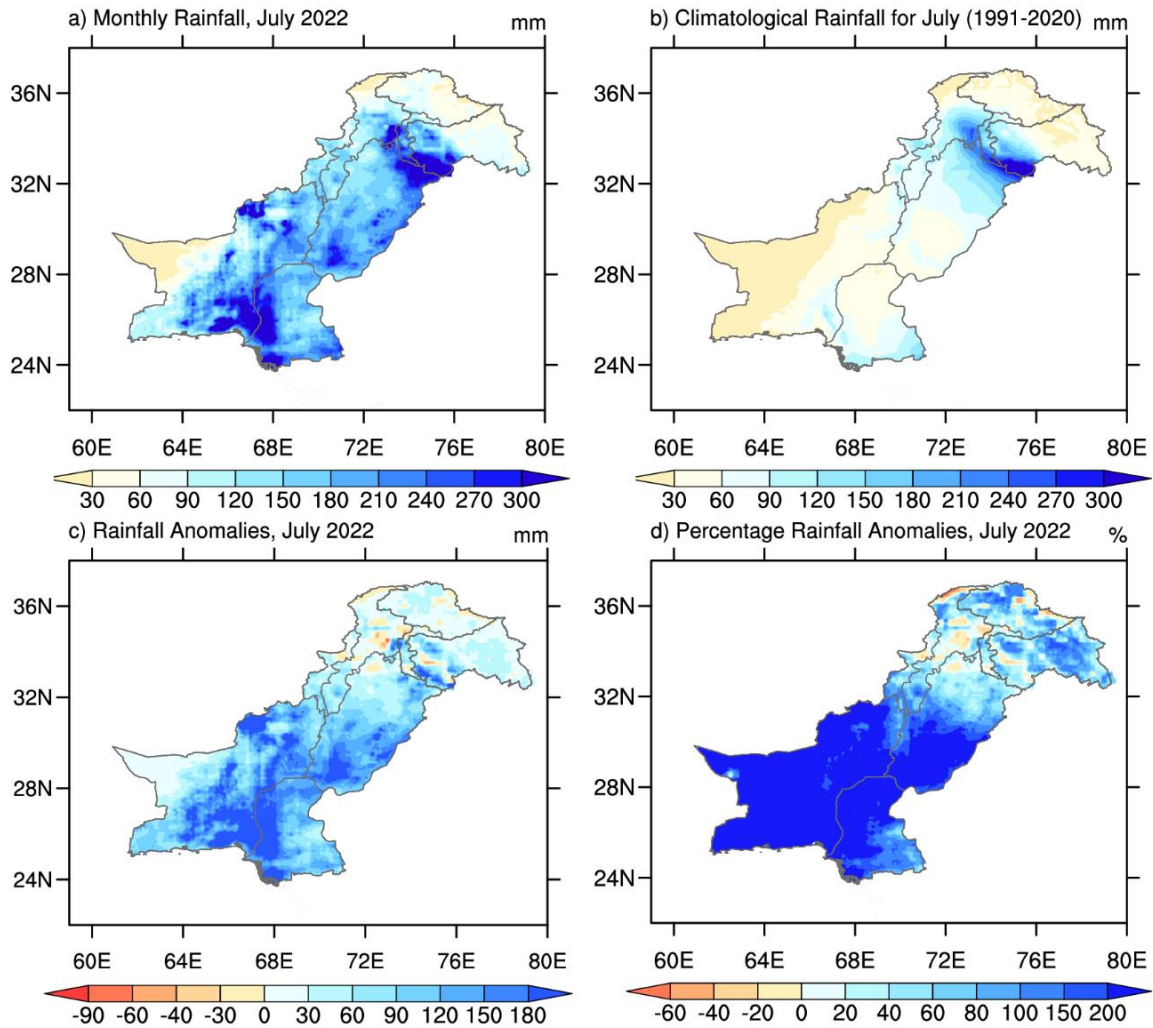 a) Monthly Rainfall, July 2022 mm
36N
32N
28N
24N
60E 64E 68E 72E 76E 80E
30 60 90 120 150 180 210 240 270 300
b) Climatological Rainfall for July (1991-2020) mm
36N
32N
28N
24N
60E 64E 68E 72E 76E 80E
30 60 90 120 150 180 210 240 270 300
c) Rainfall Anomalies, July 2022 mm
36N
32N
28N
24N
60E 64E 68E 72E 76E 80E
-90 -60 -40 -30 0 30 60 90 120 150 180
d) Percentage Rainfall Anomalies, July 2022 %
36N
32N
28N
24N
60E 64E 68E 72E 76E 80E
-60 -40 -20 0 20 40 60 80 100 150 200